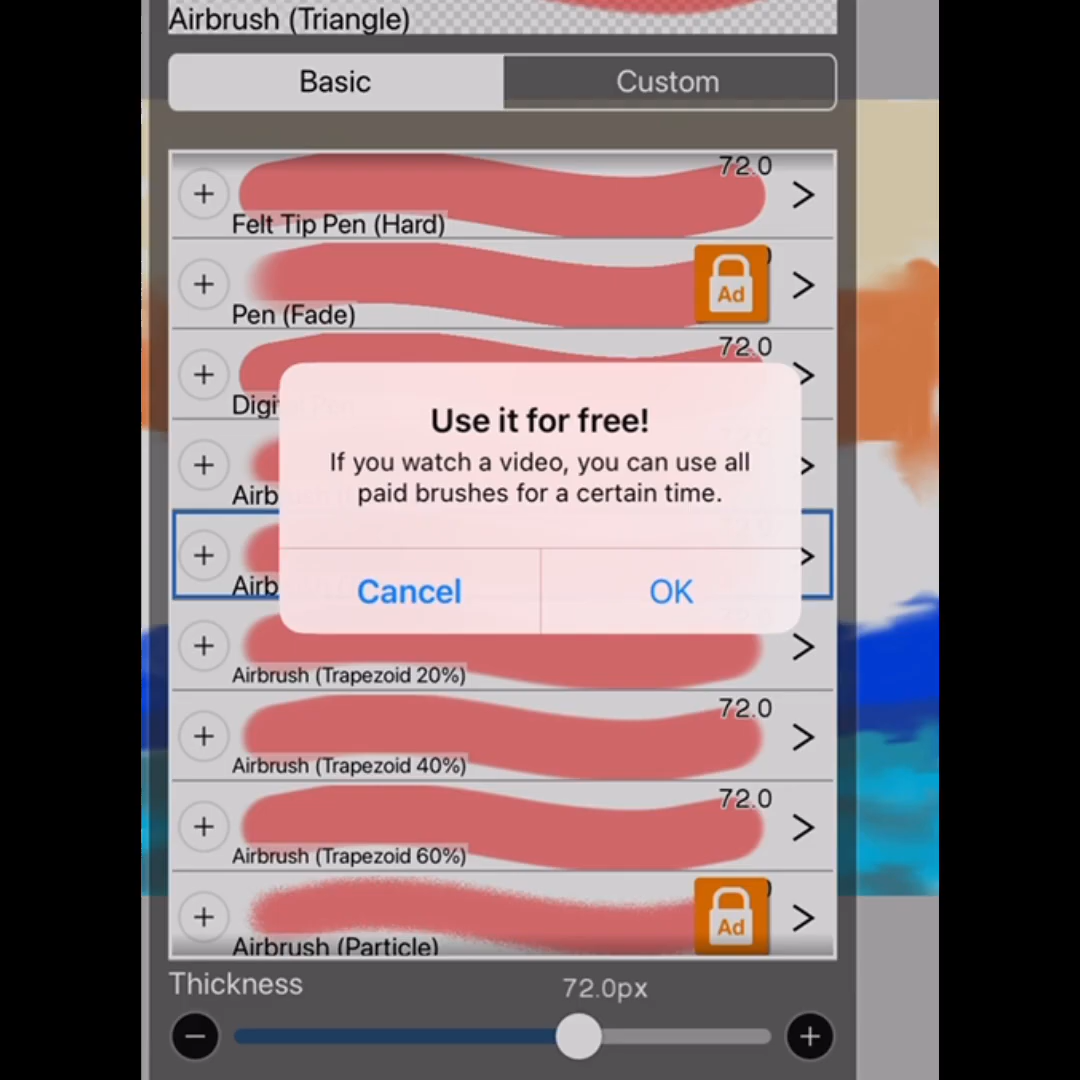 Airbrush (Triangle)
Basic
Custom
72.0
Felt Tip Pen (Hard)
Ad
Pen (Fade)
72.0
Use it for free!
If you watch a video, you can use all
paid brushes for a certain time.
Cancel
OK
Airbrush (Trapezoid 20%)
72.0
Airbrush (Trapezoid 40%)
72.0
Airbrush (Trapezoid 60%)
Ad
Airbrush (Particle)
Thickness
72.0px